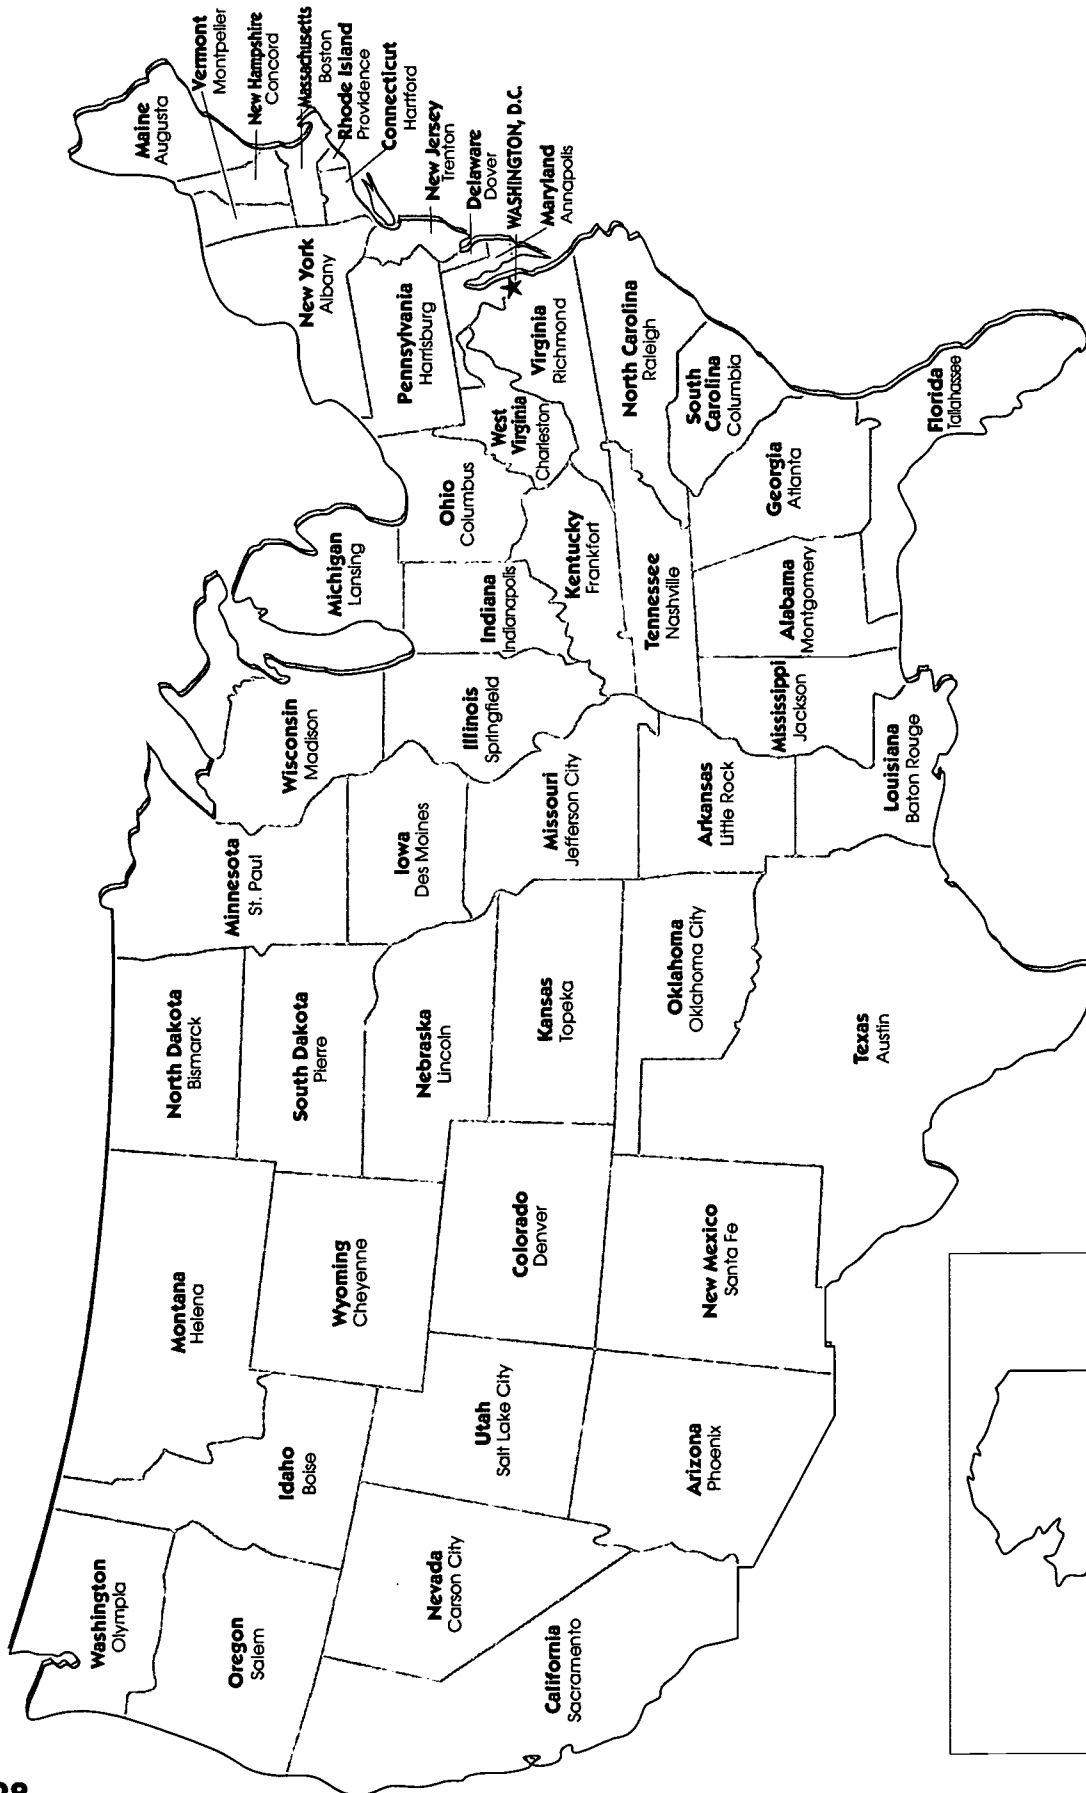 Washington
Olympia
Oregon
Salem
California
Sacramento
Nevada
Carson City
Idaho
Boise
Montana
Helena
Wyoming
Cheyenne
Utah
Salt Lake City
Arizona
Phoenix
Colorado
Denver
New Mexico
Santa Fe
North Dakota
Bismarck
South Dakota
Pierre
Nebraska
Lincoln
Kansas
Topeka
Oklahoma
Oklahoma City
Texas
Austin
Minnesota
St. Paul
Iowa
Des Moines
Missouri
Jefferson City
Arkansas
Little Rock
Louisiana
Baton Rouge
Wisconsin
Madison
Illinois
Springfield
Mississippi
Jackson
Michigan
Lansing
Indiana
Indianapolis
Kentucky
Frankfort
Tennessee
Nashville
Alabama
Montgomery
Ohio
Columbus
West
Virginia
Charleston
Georgia
Atlanta
Florida
Tallahassee
South
Carolina
Columbia
North Carolina
Raleigh
Virginia
Richmond
Pennsylvania
Harrisburg
New York
Albany
Maine
Augusta
Vermont
Montpelier
New Hampshire
Concord
Massachusetts
Boston
Rhode Island
Providence
Connecticut
Hartford
New Jersey
Trenton
Delaware
Dover
WASHINGTON, D.C.
Maryland
Annapolis